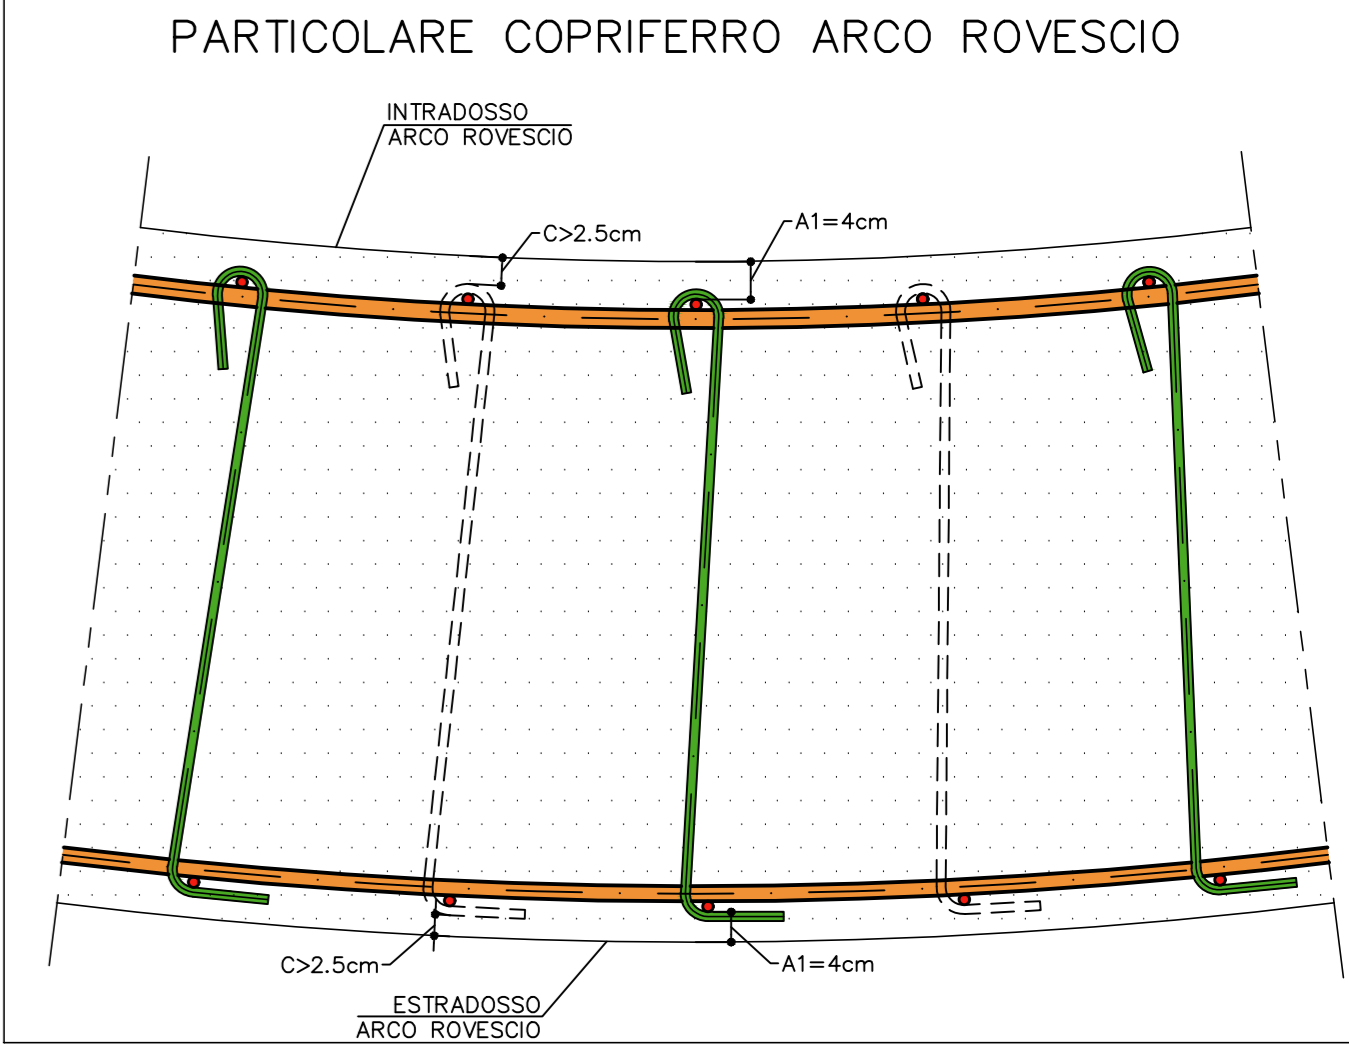 PARTICOLARE COPRIFERRO ARCO ROVESCIO
INTRADOSSO
ARCO ROVESCIO
C>2.5cm
A1=4cm
C>2.5cm
A1=4cm
ESTRADOSSO
ARCO ROVESCIO